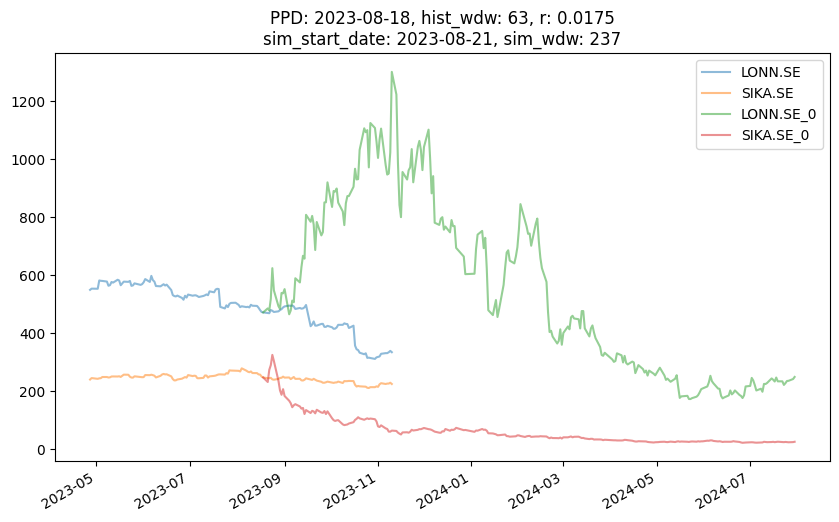 PPD: 2023-08-18, hist_wdw: 63, r: 0.0175
sim_start_date: 2023-08-21, sim_wdw: 237
LONN.SE
SIKA.SE
LONN.SE_0
SIKA.SE_0
1200
1000
800
600
400
200
0
2023-05
2023-07
2023-09
2023-11
2024-01
2024-03
2024-05
2024-07